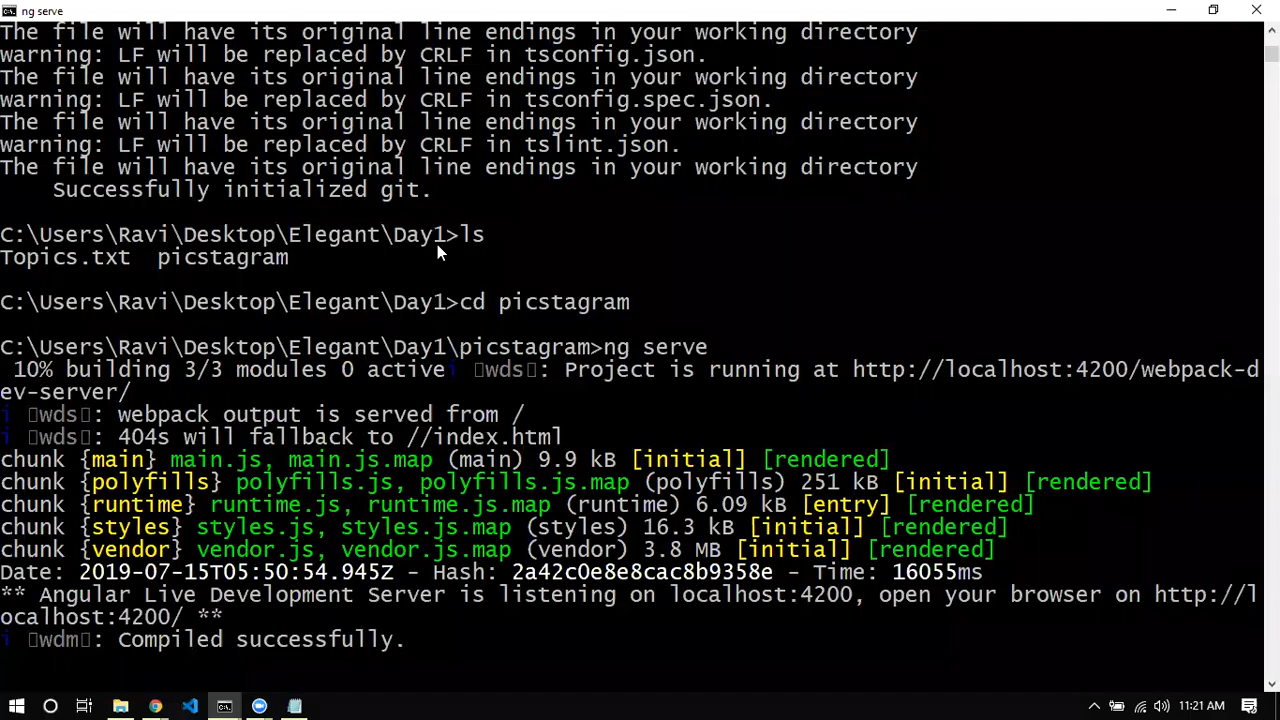 ng serve
The file will have its original line endings in your working directory
warning: LF will be replaced by CRLF in tsconfig.json.
The file will have its original line endings in your working directory
warning: LF will be replaced by CRLF in tsconfig.spec.json.
The file will have its original line endings in your working directory
warning: LF will be replaced by CRLF in tslint.json.
The file will have its original line endings in your working directory
    Successfully initialized git.
C:\Users\Ravi\Desktop\Elegant\Day1>ls
Topics.txt  picstagram
C:\Users\Ravi\Desktop\Elegant\Day1>cd picstagram
C:\Users\Ravi\Desktop\Elegant\Day1\picstagram>ng serve
 10% building 3/3 modules 0 activei 「wds」: Project is running at http://localhost:4200/webpack-d
ev-server/
i 「wds」: webpack output is served from /
i 「wds」: 404s will fallback to //index.html
chunk {main} main.js, main.js.map (main) 9.9 kB [initial] [rendered]
chunk {polyfills} polyfills.js, polyfills.js.map (polyfills) 251 kB [initial] [rendered]
chunk {runtime} runtime.js, runtime.js.map (runtime) 6.09 kB [entry] [rendered]
chunk {styles} styles.js, styles.js.map (styles) 16.3 kB [initial] [rendered]
chunk {vendor} vendor.js, vendor.js.map (vendor) 3.8 MB [initial] [rendered]
Date: 2019-07-15T05:50:54.945Z - Hash: 2a42c0e8e8cac8b9358e - Time: 16055ms
** Angular Live Development Server is listening on localhost:4200, open your browser on http://l
ocalhost:4200/ **
i 「wdm」: Compiled successfully.
11:21 AM